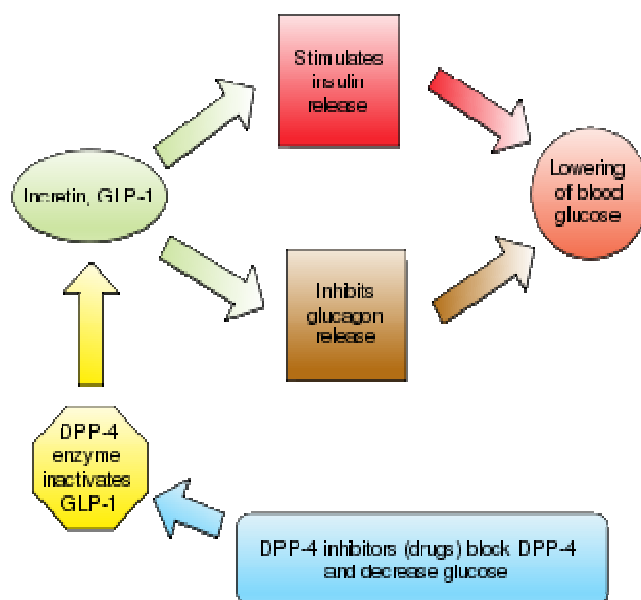 Stimulates
insulin
release
Incretin, GLP-1
Lowering
of blood
glucose
Inhibits
glucagon
release
DPP-4
enzyme
inactivates
GLP-1
DPP-4 inhibitors (drugs) block DPP-4
and decrease glucose